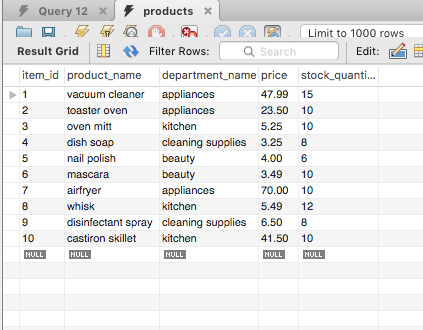 Query 12 products
Limit to 1000 rows
Result Grid Filter Rows: Search Edit:
item_id product_name department_name price stock_quanti...
1 vacuum cleaner appliances 47.99 15
2 toaster oven appliances 23.50 10
3 oven mitt kitchen 5.25 10
4 dish soap cleaning supplies 3.25 8
5 nail polish beauty 4.00 6
6 mascara beauty 3.49 10
7 airfryer appliances 70.00 10
8 whisk kitchen 5.49 12
9 disinfectant spray cleaning supplies 6.50 8
10 castiron skillet kitchen 41.50 10
NULL NULL NULL NULL NULL